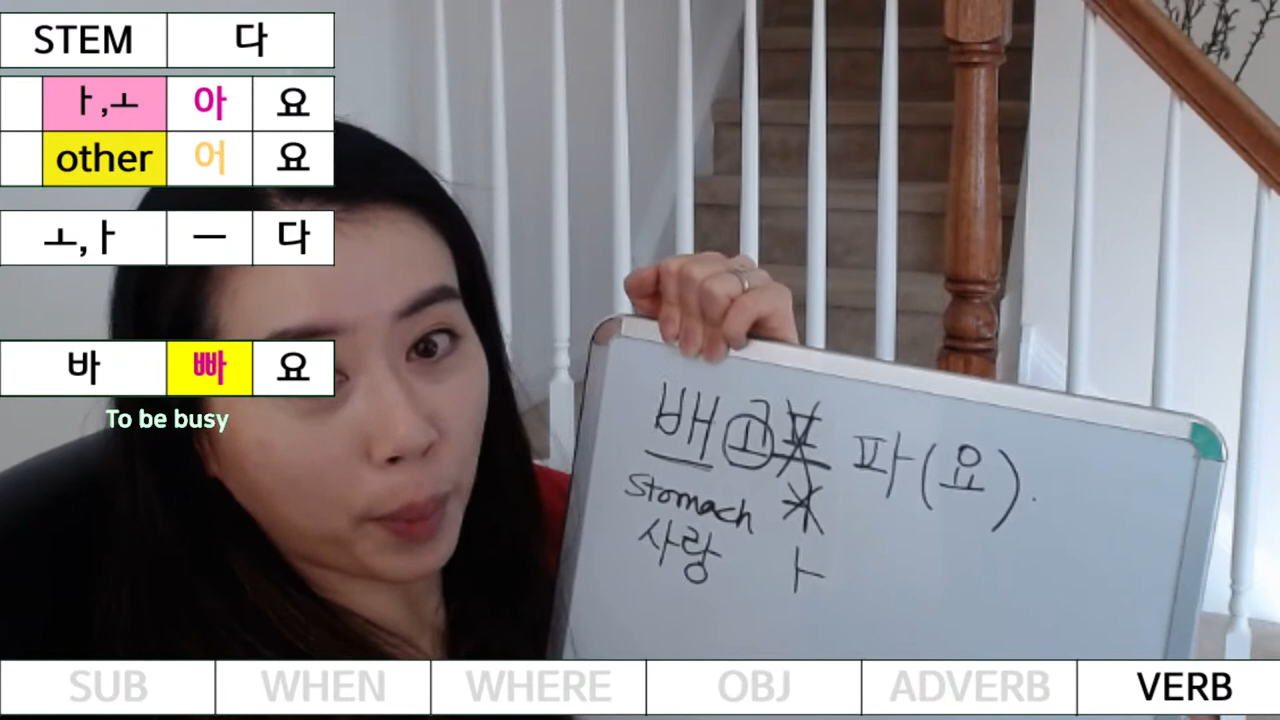 STEM 다
ㅏ,ㅗ 아 요
other 어 요
ㅗ,ㅏ ㅡ 다
바 빠 요
To be busy
배 고 프 파 (요).
stomach
사랑 ㅏ
SUB WHEN WHERE OBJ ADVERB VERB